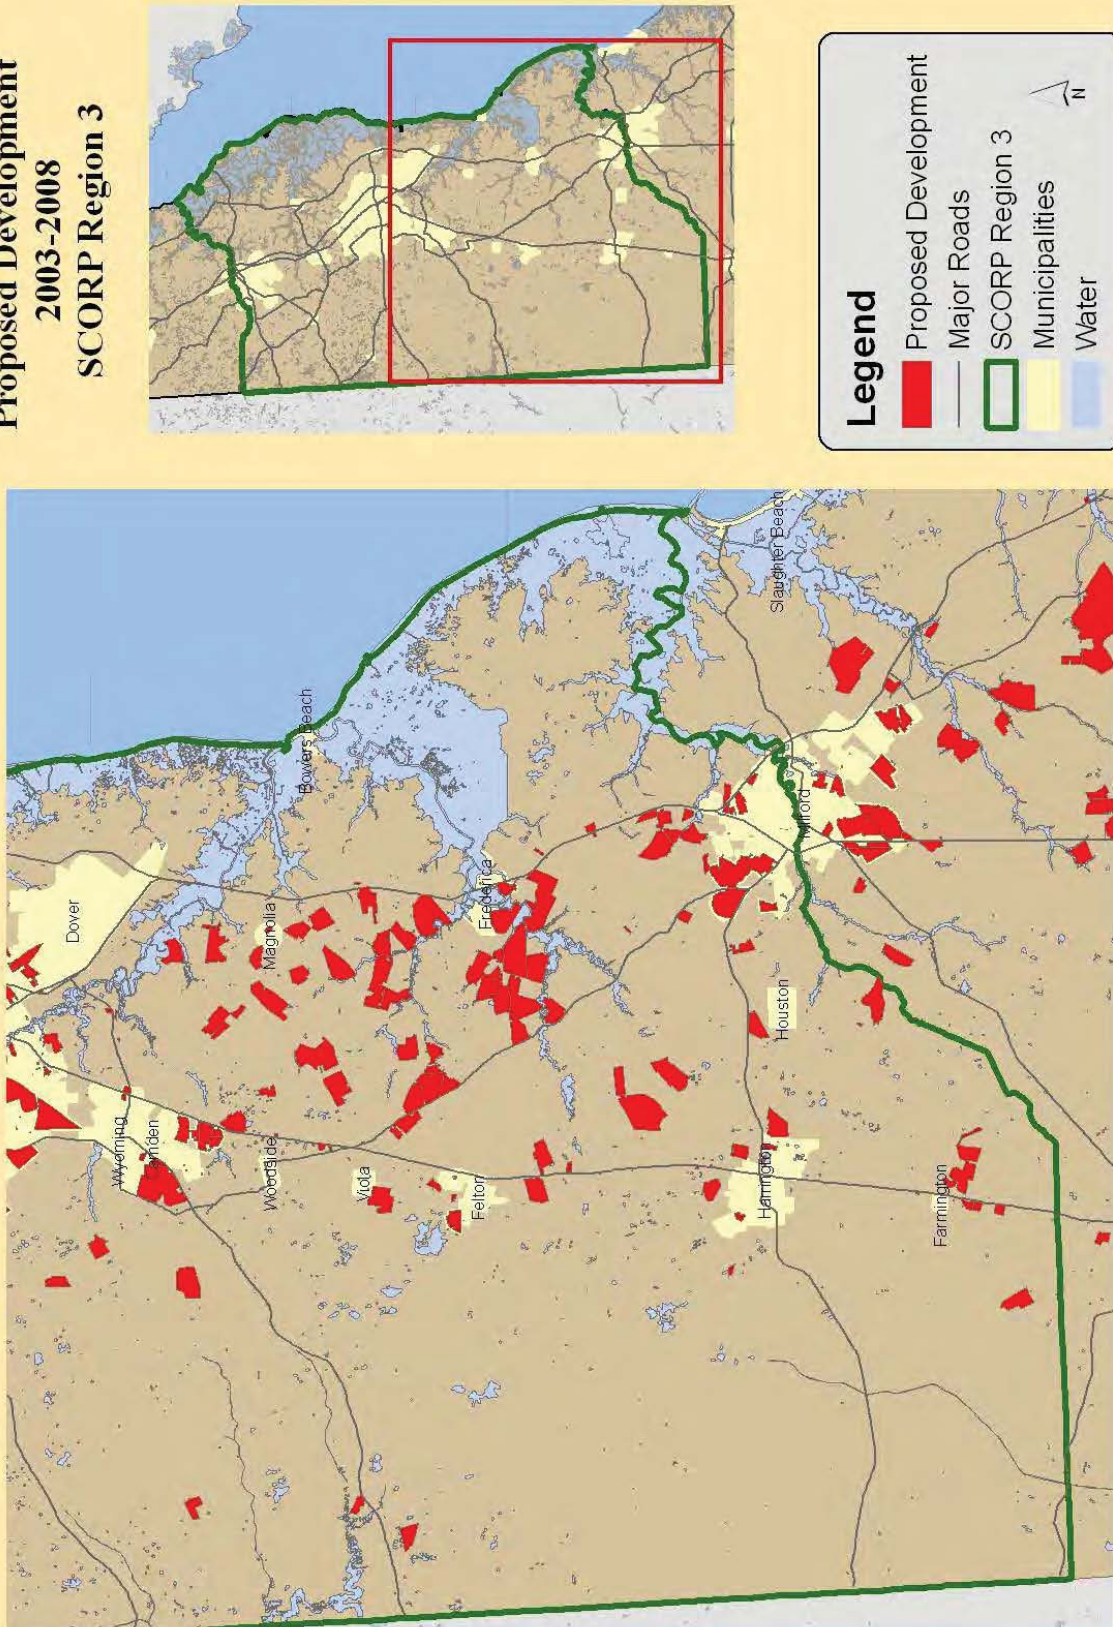 Proposed Development
2003-2008
SCORP Region 3
Dover
Wyoming
Camden
Magnolia
Bowers Beach
Woodside
Viola
Frederica
Felton
Milford
Slaughter Beach
Houston
Harrington
Farmington
Legend
Proposed Development
Major Roads
SCORP Region 3
Municipalities
Water
N